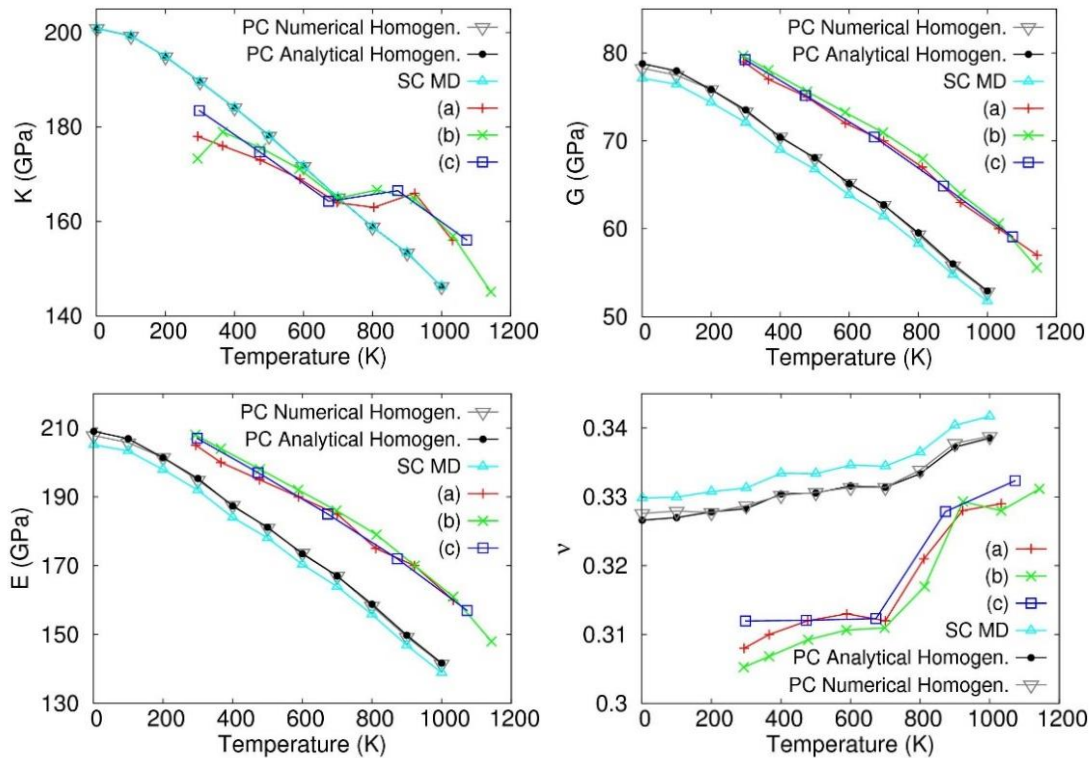 200
180
160
140
K (GPa)
PC Numerical Homogen.
PC Analytical Homogen.
SC MD
(a)
(b)
(c)
0 200 400 600 800 1000 1200
Temperature (K)
80
70
60
50
G (GPa)
PC Numerical Homogen.
PC Analytical Homogen.
SC MD
(a)
(b)
(c)
0 200 400 600 800 1000 1200
Temperature (K)
210
190
170
150
130
E (GPa)
PC Numerical Homogen.
PC Analytical Homogen.
SC MD
(a)
(b)
(c)
0 200 400 600 800 1000 1200
Temperature (K)
0.34
0.33
0.32
0.31
0.3
ν
(a)
(b)
(c)
SC MD
PC Analytical Homogen.
PC Numerical Homogen.
0 200 400 600 800 1000 1200
Temperature (K)